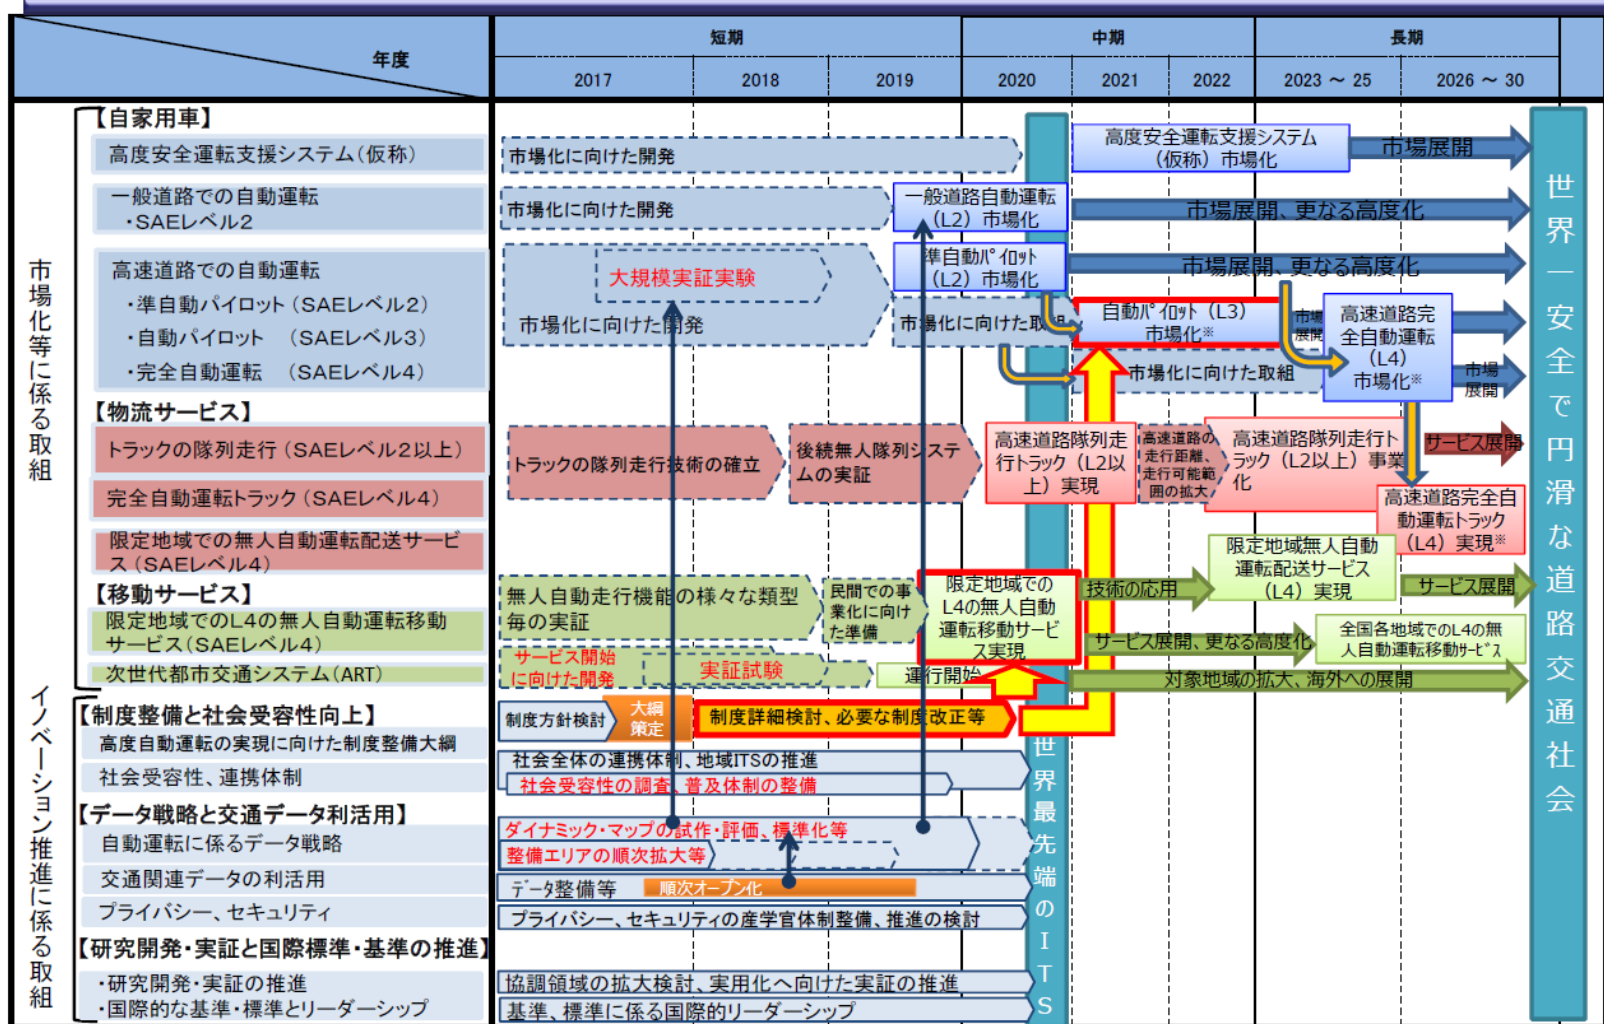 年度
短期
中期
長期
2017
2018
2019
2020
2021
2022
2023 ～ 25
2026 ～ 30
市場化等に係る取組
【自家用車】
高度安全運転支援システム（仮称）
市場化に向けた開発
高度安全運転支援システム
（仮称）市場化
市場展開
一般道路での自動運転
・SAEレベル2
市場化に向けた開発
一般道路自動運転
（L2）市場化
市場展開、更なる高度化
高速道路での自動運転
・準自動パイロット（SAEレベル2）
・自動パイロット （SAEレベル3）
・完全自動運転 （SAEレベル4）
大規模実証実験
市場化に向けた開発
準自動ﾊﾟｲﾛｯﾄ
（L2）市場化
市場展開、更なる高度化
市場化に向けた取組
自動ﾊﾟｲﾛｯﾄ（L3）
市場化※
市場
展開
高速道路完
全自動運転
（L4）
市場化※
市場化に向けた取組
市場
展開
【物流サービス】
トラックの隊列走行（SAEレベル2以上）
完全自動運転トラック（SAEレベル4）
トラックの隊列走行技術の確立
後続無人隊列システ
ムの実証
高速道路隊列走
行トラック（L2以
上）実現
高速道路の
走行距離、
走行可能範
囲の拡大
高速道路隊列走行ト
ラック（L2以上）事業
化
サービス展開
高速道路完全自
動運転トラック
（L4）実現※
限定地域での無人自動運転配送サービ
ス（SAEレベル4）
技術の応用
限定地域無人自動
運転配送サービス
（L4）実現
サービス展開
【移動サービス】
限定地域でのL4の無人自動運転移動
サービス（SAEレベル4）
無人自動走行機能の様々な類型
毎の実証
民間での事
業化に向け
た準備
限定地域での
L4の無人自動
運転移動サービ
ス実現
サービス展開、更なる高度化
全国各地域でのL4の無
人自動運転移動ｻｰﾋﾞｽ
次世代都市交通システム（ART）
サービス開始
に向けた開発
実証試験
運行開始
対象地域の拡大、海外への展開
イノベーション推進に係る取組
【制度整備と社会受容性向上】
高度自動運転の実現に向けた制度整備大綱
制度方針検討
大綱
策定
制度詳細検討、必要な制度改正等
社会受容性、連携体制
社会全体の連携体制、地域ITSの推進
社会受容性の調査、普及体制の整備
【データ戦略と交通データ利活用】
自動運転に係るデータ戦略
ダイナミック・マップの試作・評価、標準化等
整備エリアの順次拡大等
交通関連データの利活用
データ整備等
順次オープン化
プライバシー、セキュリティ
プライバシー、セキュリティの産学官体制整備、推進の検討
【研究開発・実証と国際標準・基準の推進】
・研究開発・実証の推進
・国際的な基準・標準とリーダーシップ
協調領域の拡大検討、実用化へ向けた実証の推進
基準、標準に係る国際的リーダーシップ
世界最先端のITS
世界一安全で円滑な道路交通社会